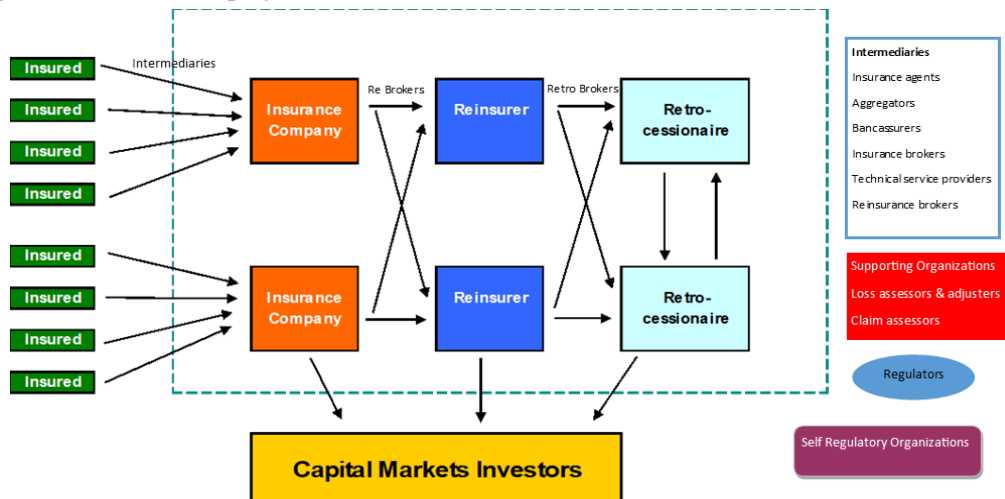 Insured
Insured
Insured
Insured
Intermediaries
Insurance
Company
Re Brokers
Reinsurer
Retro Brokers
Retro-
cessionaire
Insured
Insured
Insured
Insured
Insurance
Company
Reinsurer
Retro-
cessionaire
Capital Markets Investors
Intermediaries
Insurance agents
Aggregators
Bancassurers
Insurance brokers
Technical service providers
Reinsurance brokers
Supporting Organizations
Loss assessors & adjusters
Claim assessors
Regulators
Self Regulatory Organizations